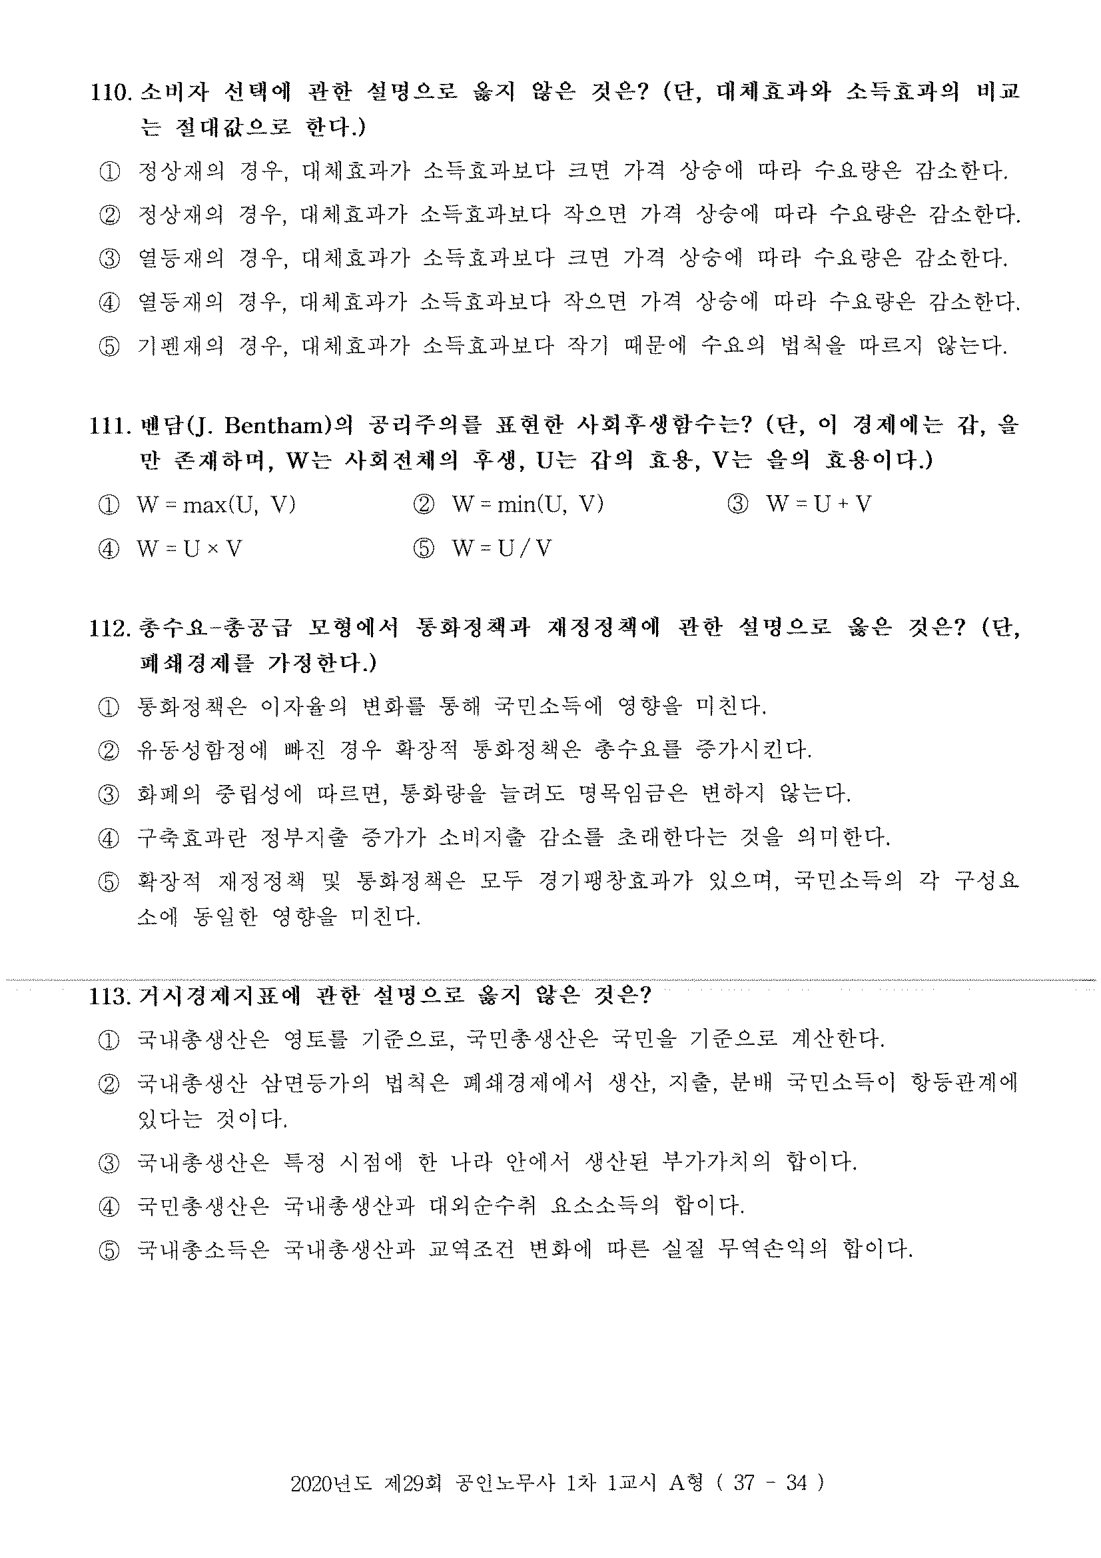 110. 소비자 선택에 관한 설명으로 옳지 않은 것은? (단, 대체효과와 소득효과의 비교
는 절대값으로 한다.)
① 정상재의 경우, 대체효과가 소득효과보다 크면 가격 상승에 따라 수요량은 감소한다.
② 정상재의 경우, 대체효과가 소득효과보다 작으면 가격 상승에 따라 수요량은 감소한다.
③ 열등재의 경우, 대체효과가 소득효과보다 크면 가격 상승에 따라 수요량은 감소한다.
④ 열등재의 경우, 대체효과가 소득효과보다 작으면 가격 상승에 따라 수요량은 감소한다.
⑤ 기펜재의 경우, 대체효과가 소득효과보다 작기 때문에 수요의 법칙을 따르지 않는다.
111. 벤담(J. Bentham)의 공리주의를 표현한 사회후생함수는? (단, 이 경제에는 갑, 을
만 존재하며, W는 사회전체의 후생, U는 갑의 효용, V는 을의 효용이다.)
① W = max(U, V) ② W = min(U, V) ③ W = U + V
④ W = U × V ⑤ W = U / V
112. 총수요-총공급 모형에서 통화정책과 재정정책에 관한 설명으로 옳은 것은? (단,
폐쇄경제를 가정한다.)
① 통화정책은 이자율의 변화를 통해 국민소득에 영향을 미친다.
② 유동성함정에 빠진 경우 확장적 통화정책은 총수요를 증가시킨다.
③ 화폐의 중립성에 따르면, 통화량을 늘려도 명목임금은 변하지 않는다.
④ 구축효과란 정부지출 증가가 소비지출 감소를 초래한다는 것을 의미한다.
⑤ 확장적 재정정책 및 통화정책은 모두 경기팽창효과가 있으며, 국민소득의 각 구성요
소에 동일한 영향을 미친다.
113. 거시경제지표에 관한 설명으로 옳지 않은 것은?
① 국내총생산은 영토를 기준으로, 국민총생산은 국민을 기준으로 계산한다.
② 국내총생산 삼면등가의 법칙은 폐쇄경제에서 생산, 지출, 분배 국민소득이 항등관계에
있다는 것이다.
③ 국내총생산은 특정 시점에 한 나라 안에서 생산된 부가가치의 합이다.
④ 국민총생산은 국내총생산과 대외순수취 요소소득의 합이다.
⑤ 국내총소득은 국내총생산과 교역조건 변화에 따른 실질 무역손익의 합이다.
2020년도 제29회 공인노무사 1차 1교시 A형 ( 37 - 34 )